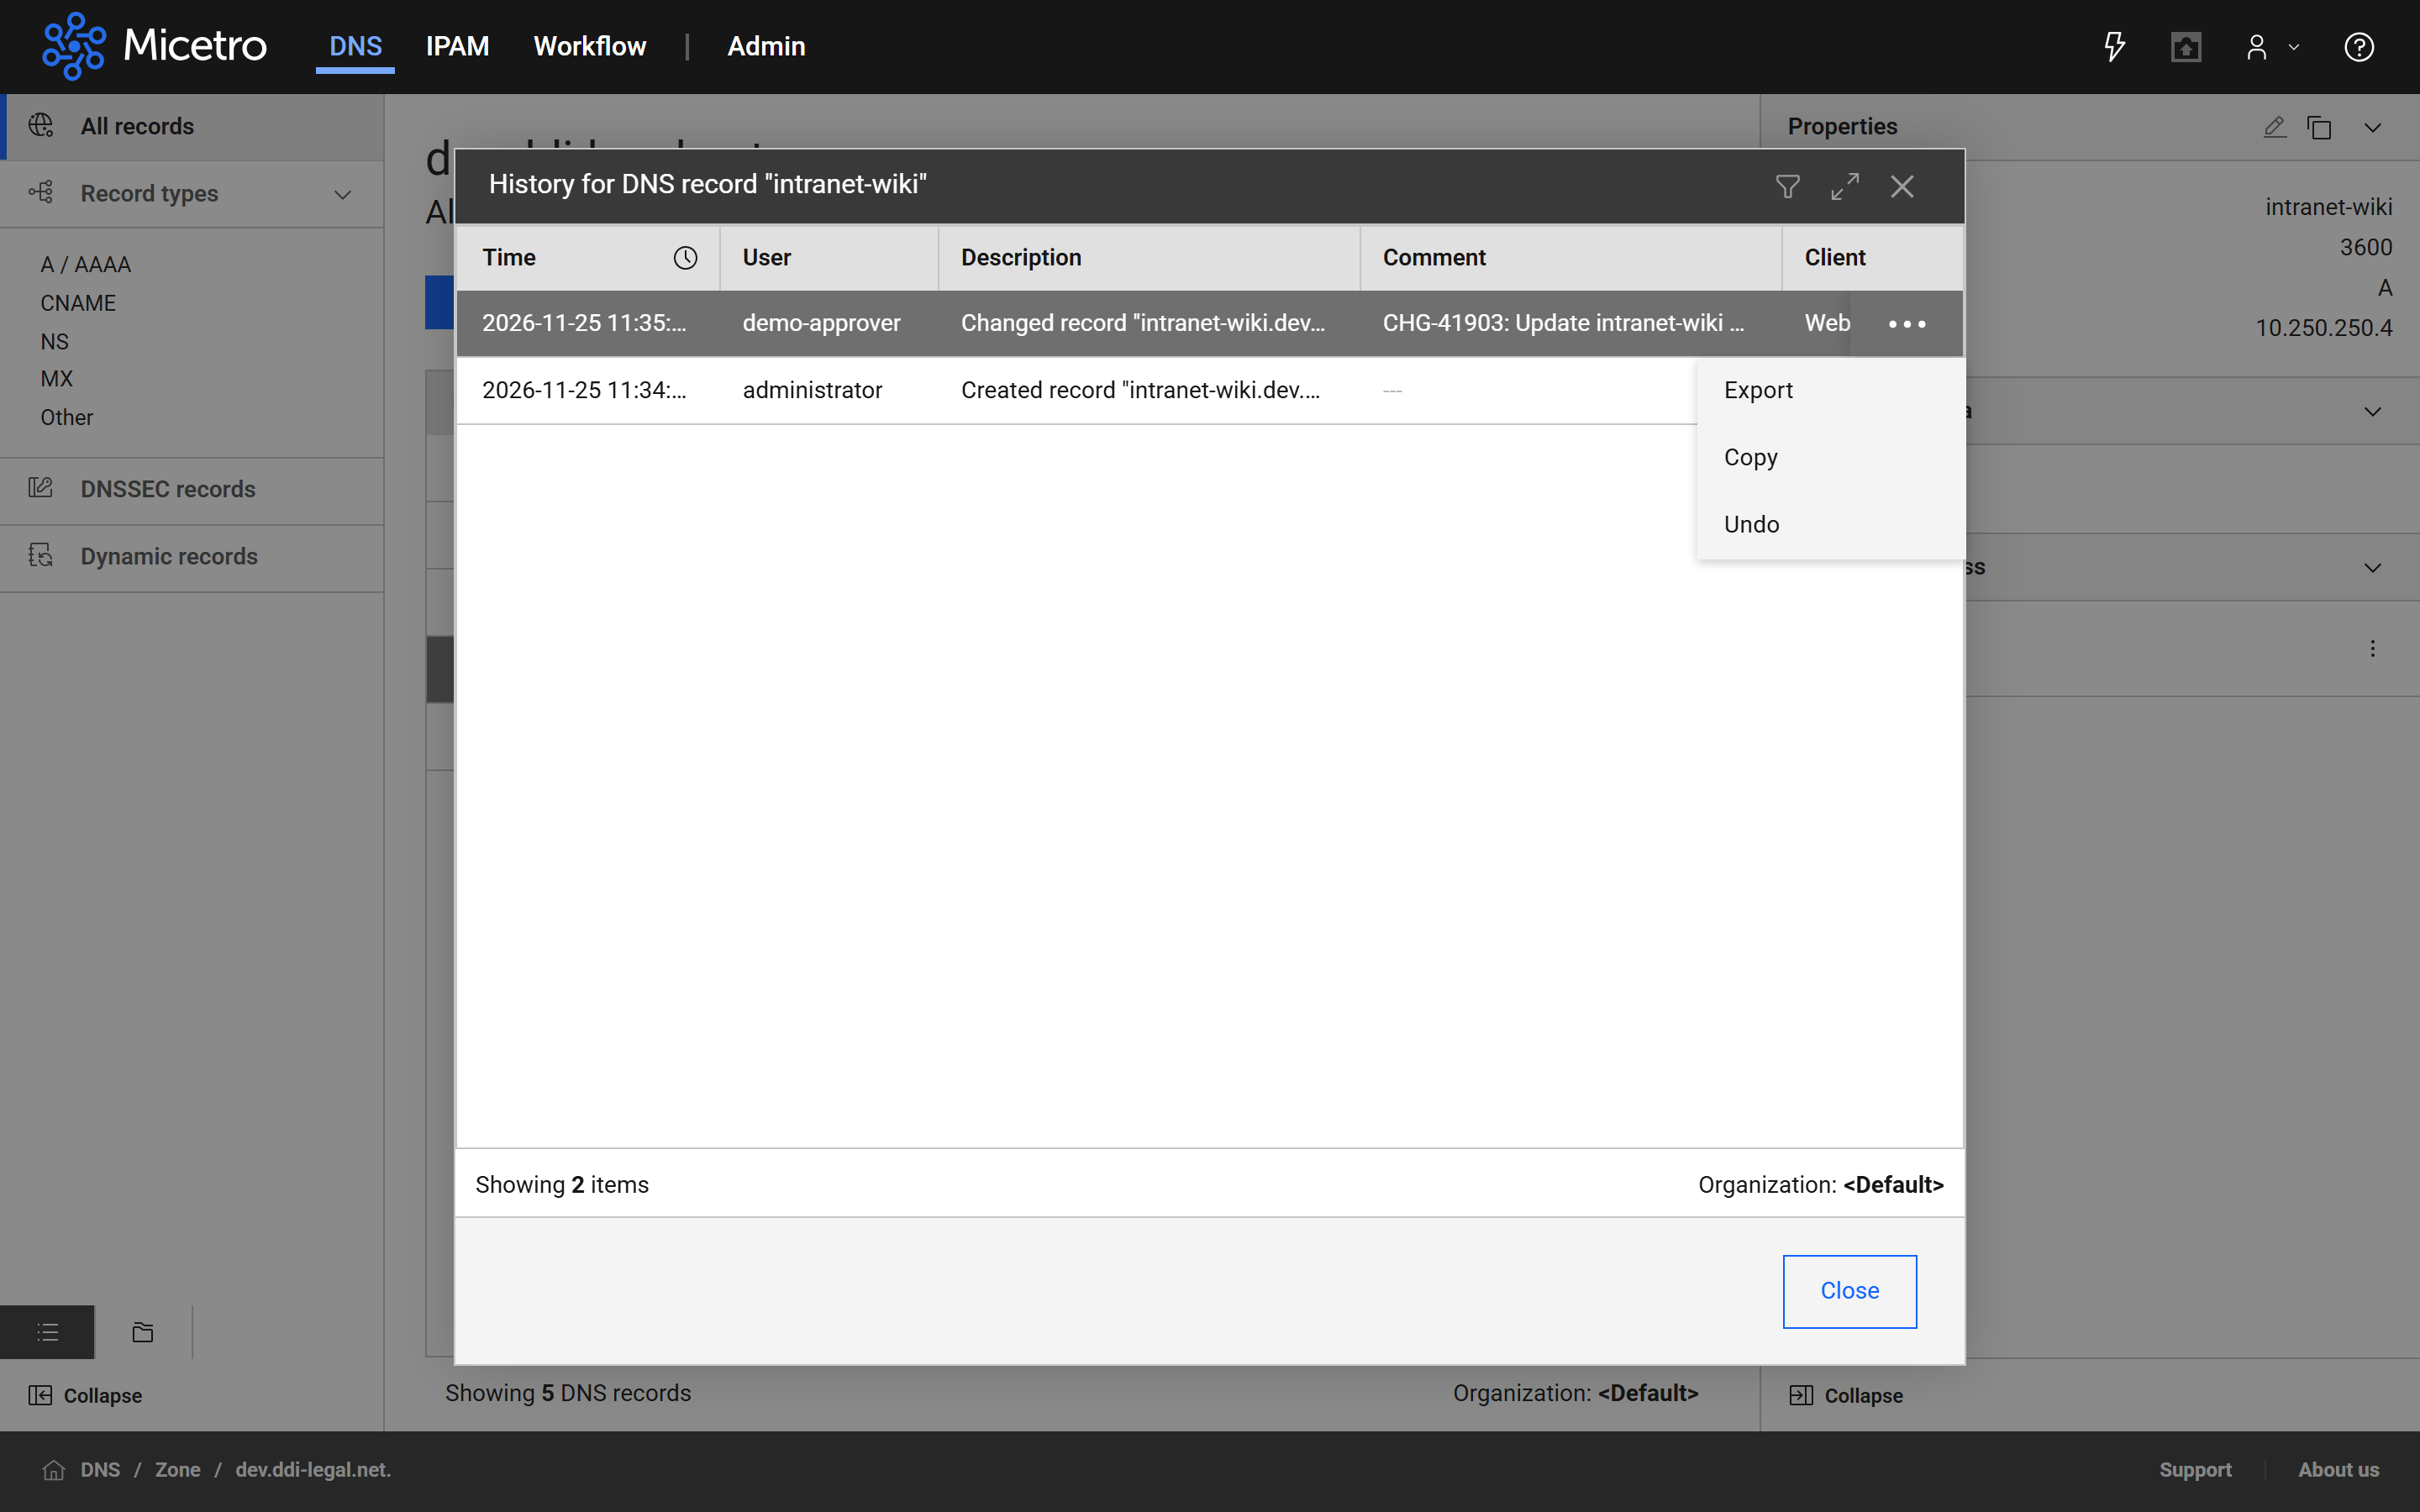 Micetro
DNS
IPAM
Workflow
|
Admin
All records
Record types
A / AAAA
CNAME
NS
MX
Other
DNSSEC records
Dynamic records
Collapse
History for DNS record "intranet-wiki"
Time
User
Description
Comment
Client
2026-11-25 11:35:...
demo-approver
Changed record "intranet-wiki.dev...
CHG-41903: Update intranet-wiki ...
Web
2026-11-25 11:34:...
administrator
Created record "intranet-wiki.dev....
---
Export
Copy
Undo
Showing 2 items
Organization: <Default>
Close
Showing 5 DNS records
Organization: <Default>
Properties
intranet-wiki
3600
A
10.250.250.4
Collapse
DNS / Zone / dev.ddi-legal.net.
Support
About us